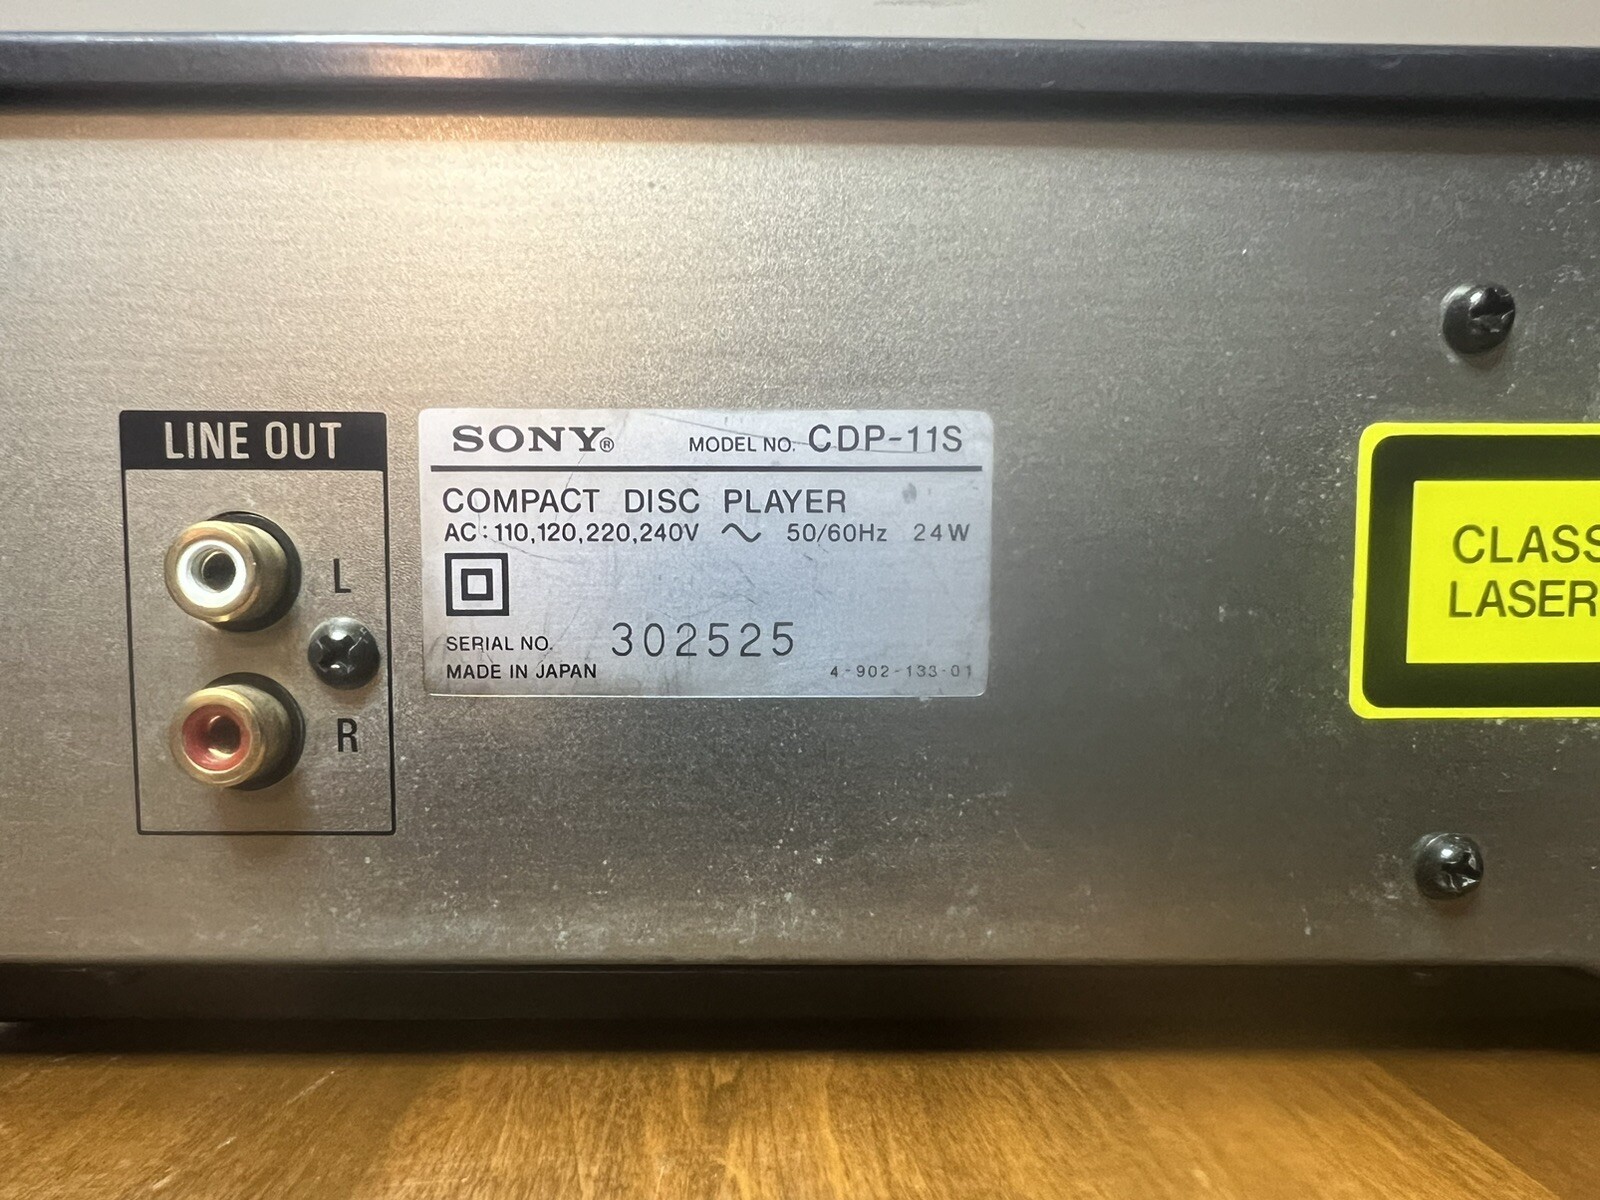 LINE OUT
L
R
SONY®
MODEL NO. CDP-11S
COMPACT DISC PLAYER
AC: 110,120,220,240V ~ 50/60Hz 24W
SERIAL NO. 302525
MADE IN JAPAN 4-902-133-01
CLASS
LASER